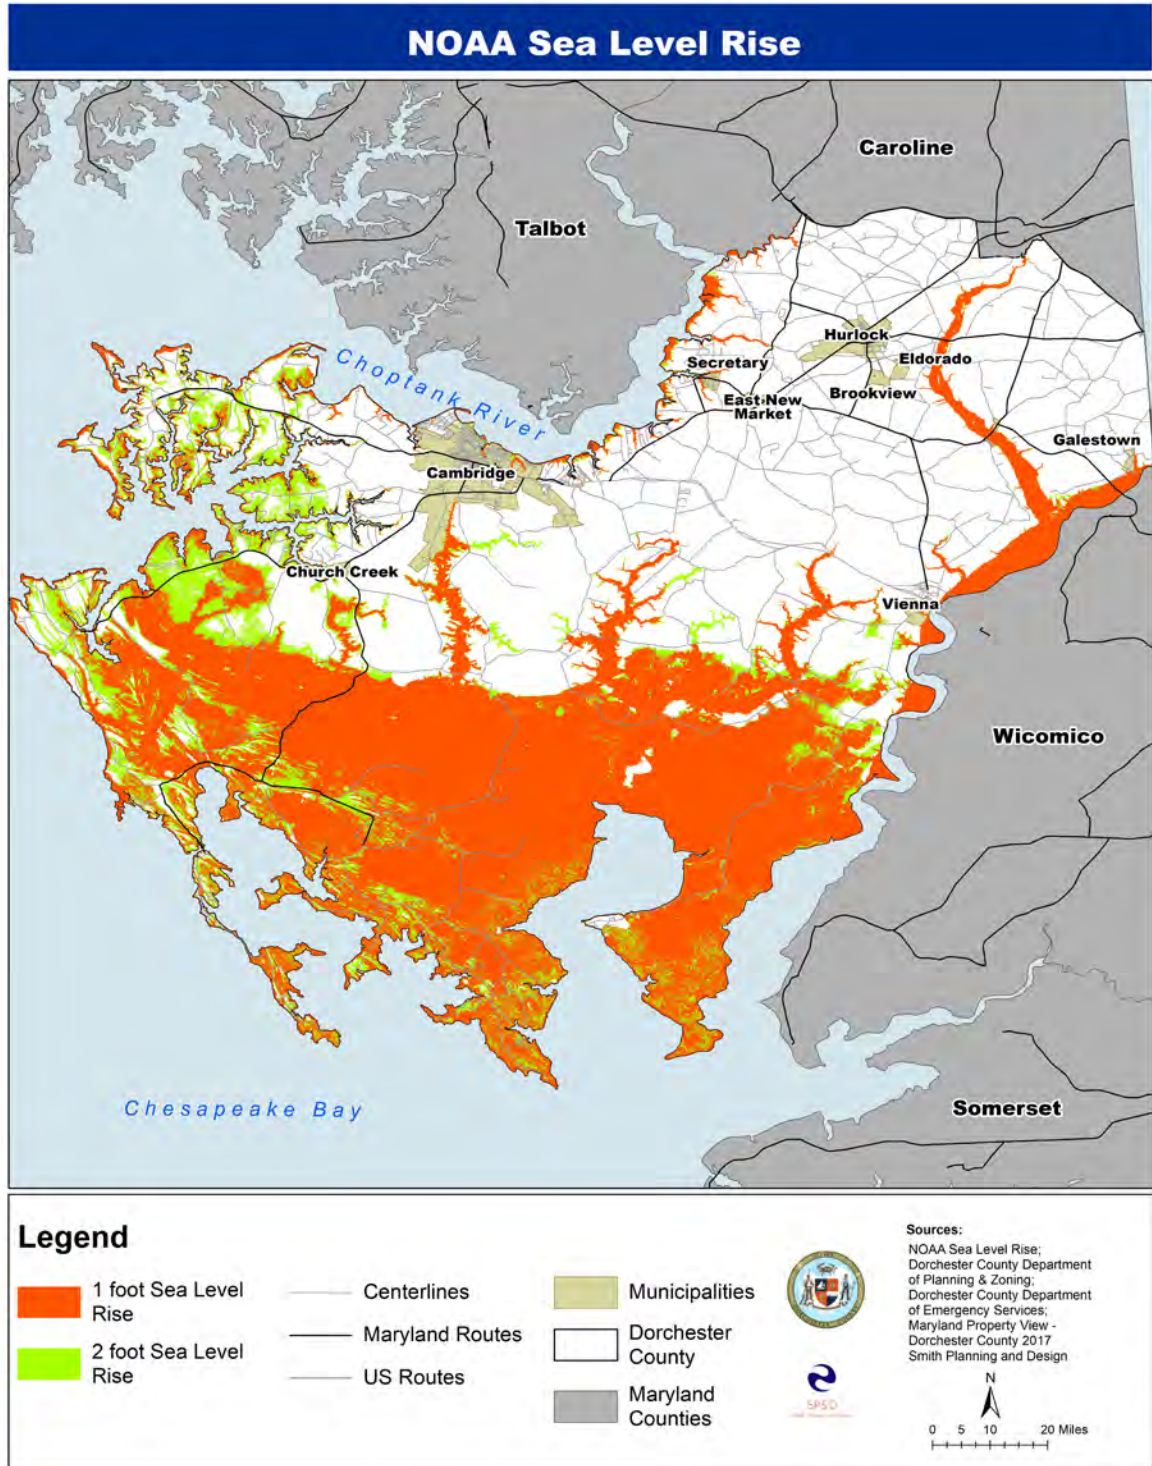 NOAA Sea Level Rise
Caroline
Talbot
Hurlock
Secretary
Eldorado
Brookview
East New
Market
Choptank River
Galestown
Cambridge
Church Creek
Vienna
Wicomico
Chesapeake Bay
Somerset
Legend
1 foot Sea Level
Rise
2 foot Sea Level
Rise
Centerlines
Maryland Routes
US Routes
Municipalities
Dorchester
County
Maryland
Counties
Sources:
NOAA Sea Level Rise;
Dorchester County Department
of Planning & Zoning;
Dorchester County Department
of Emergency Services;
Maryland Property View -
Dorchester County 2017
Smith Planning and Design
N
0 5 10 20 Miles